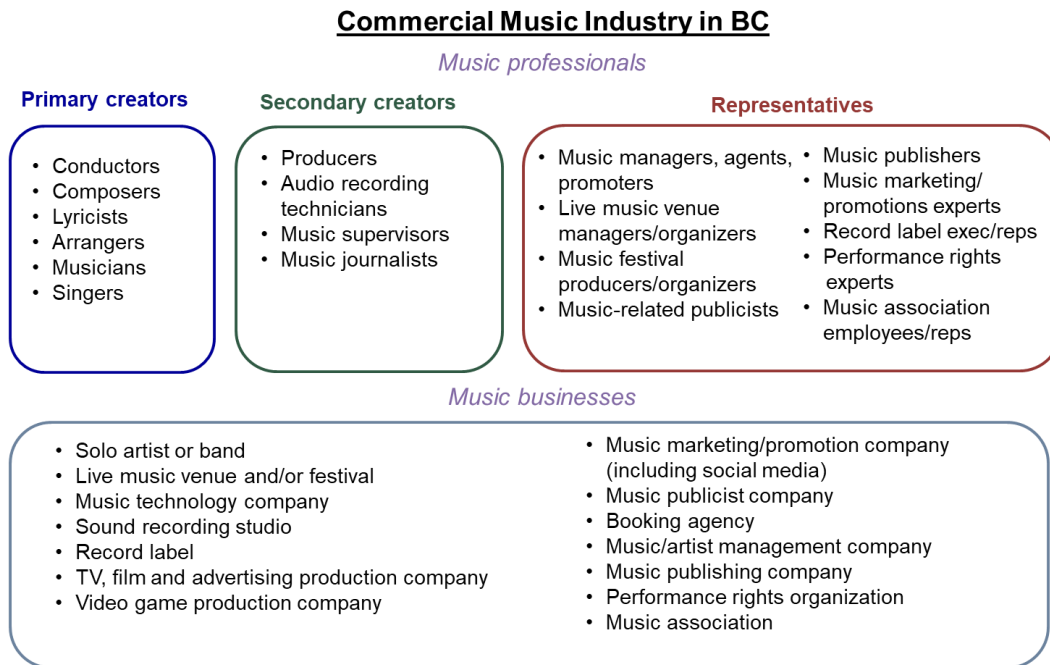 Commercial Music Industry in BC
Music professionals
Primary creators
• Conductors
• Composers
• Lyricists
• Arrangers
• Musicians
• Singers
Secondary creators
• Producers
• Audio recording
technicians
• Music supervisors
• Music journalists
Representatives
• Music managers, agents,
promoters
• Live music venue
managers/organizers
• Music festival
producers/organizers
• Music-related publicists
• Music publishers
• Music marketing/
promotions experts
• Record label exec/reps
• Performance rights
experts
• Music association
employees/reps
Music businesses
• Solo artist or band
• Live music venue and/or festival
• Music technology company
• Sound recording studio
• Record label
• TV, film and advertising production company
• Video game production company
• Music marketing/promotion company
(including social media)
• Music publicist company
• Booking agency
• Music/artist management company
• Music publishing company
• Performance rights organization
• Music association